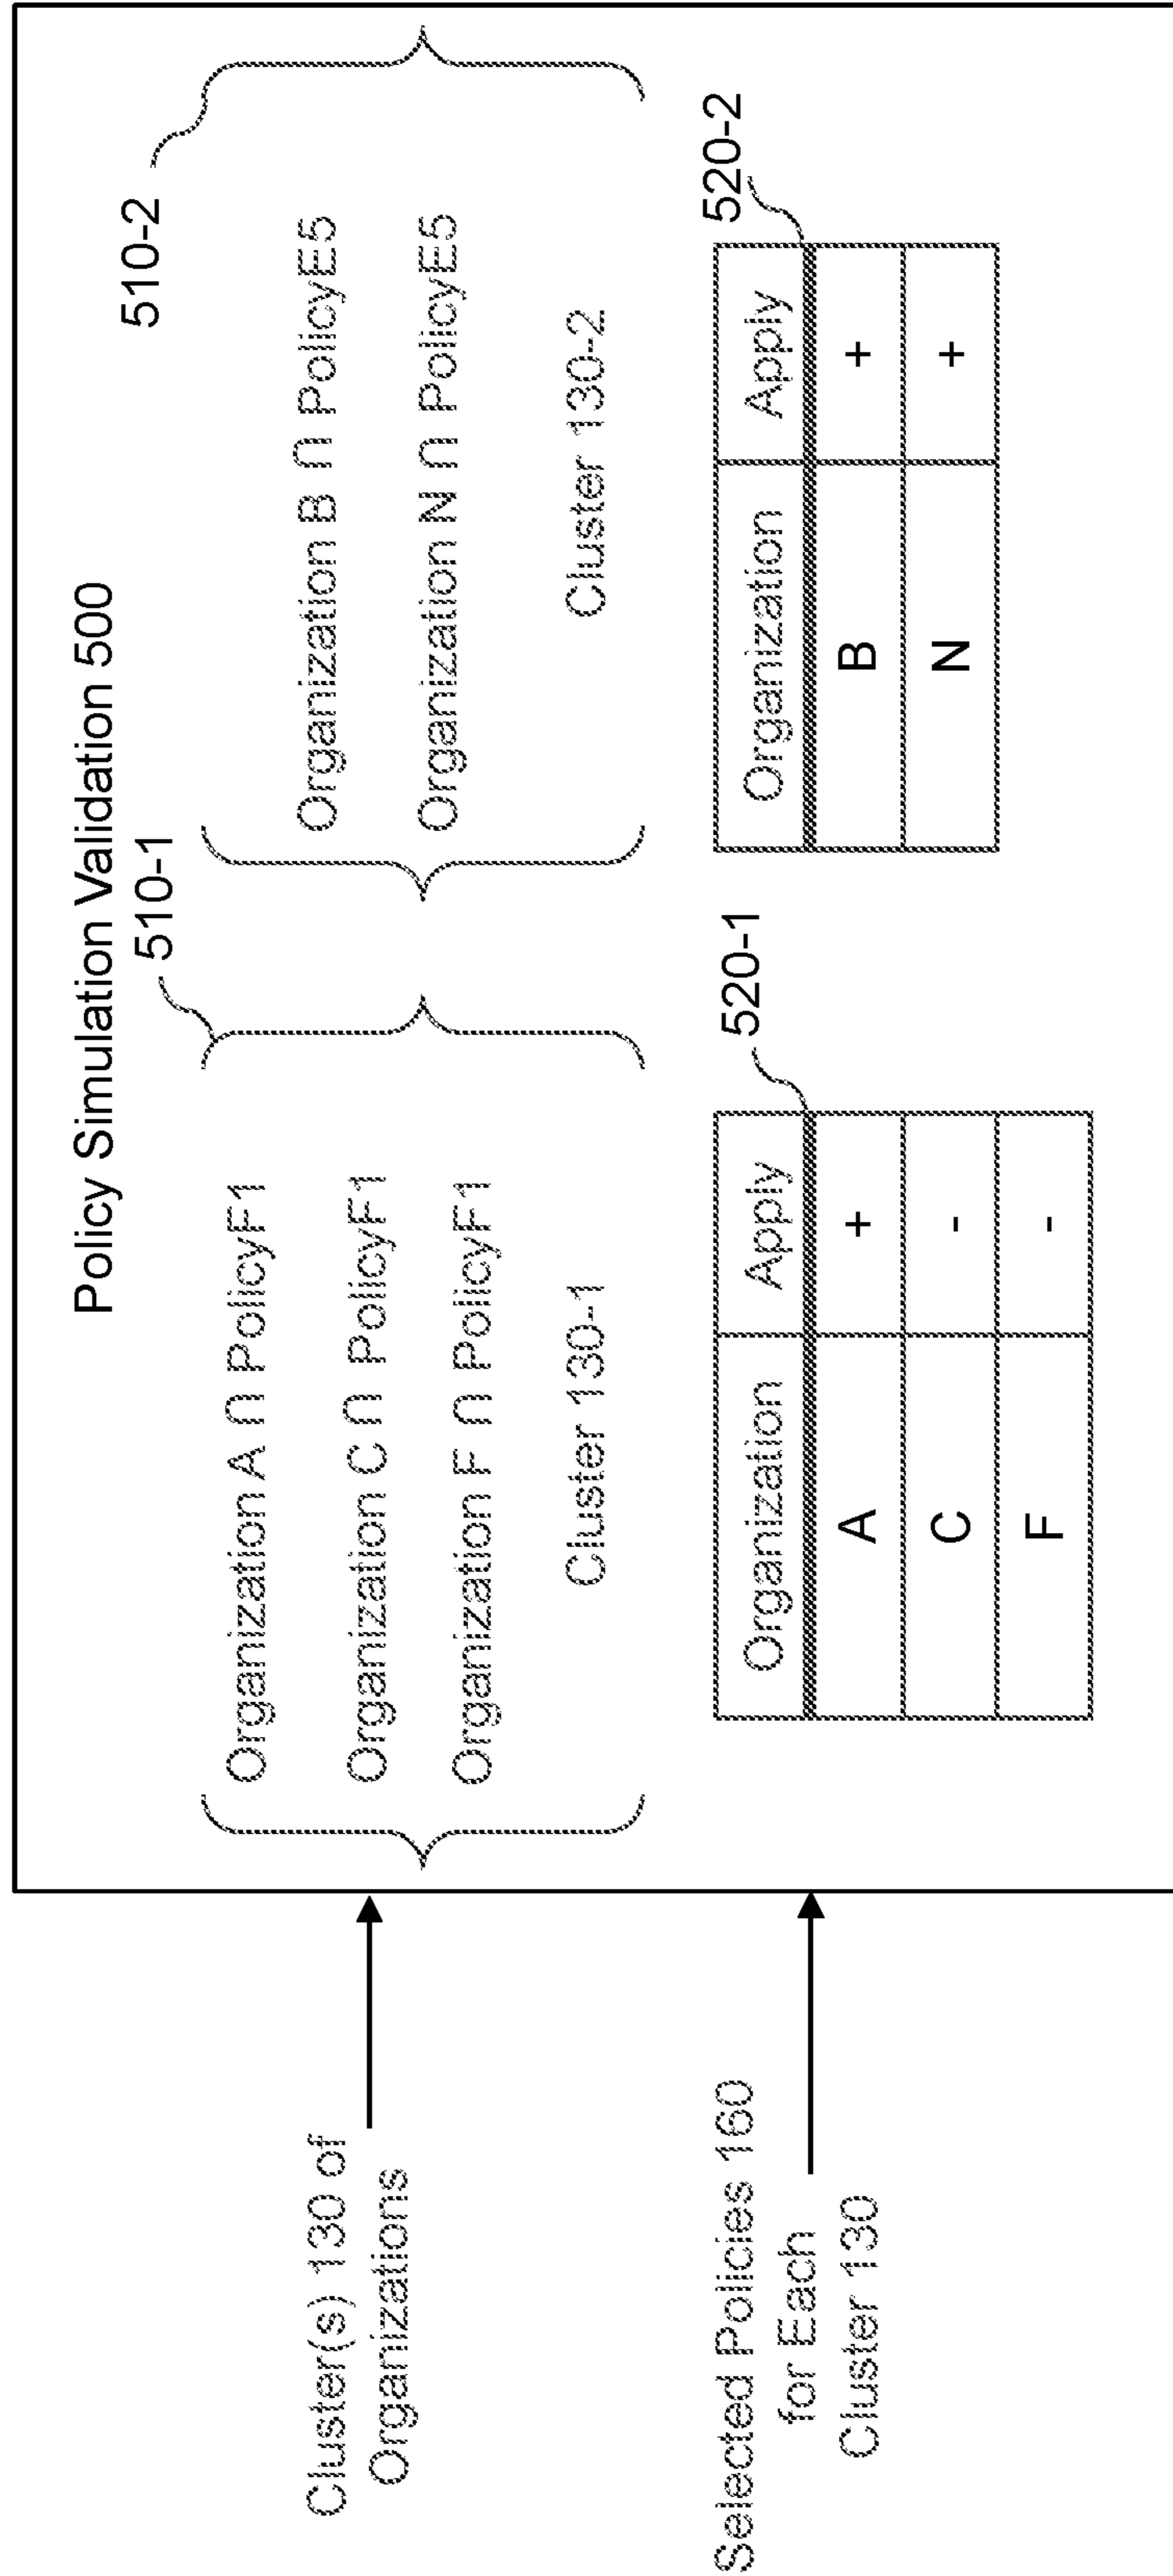 Policy Simulation Validation 500
510-1
510-2
Cluster(s) 130 of
Organizations
Organization A ∩ PolicyF1
Organization C ∩ PolicyF1
Organization F ∩ PolicyF1
Cluster 130-1
Organization B ∩ PolicyE5
Organization N ∩ PolicyE5
Cluster 130-2
Selected Policies 160
for Each
Cluster 130
520-1
Organization Apply
A +
C -
F -
520-2
Organization Apply
B +
N +